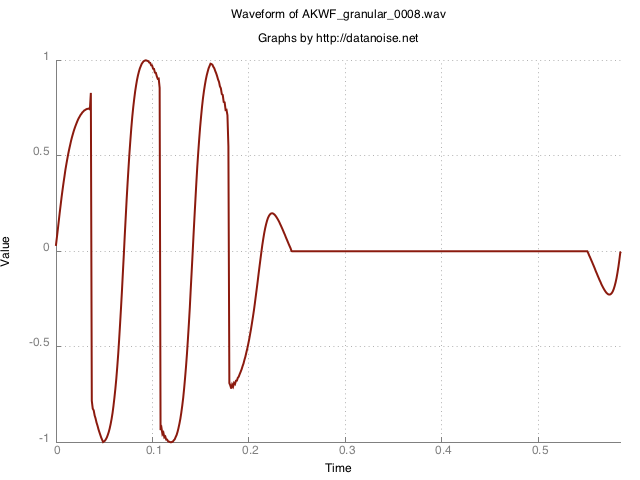 Waveform of AKWF_granular_0008.wav
Graphs by http://datanoise.net
1
0.5
0
-0.5
-1
Value
0 0.1 0.2 0.3 0.4 0.5
Time